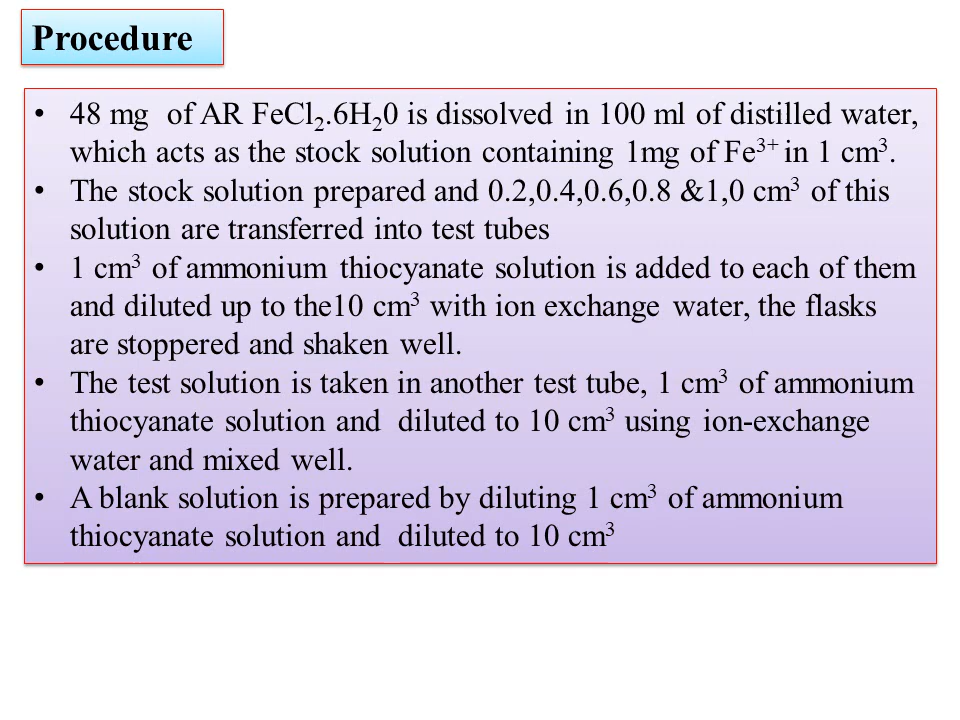 Procedure
• 48 mg  of AR FeCl₂.6H₂0 is dissolved in 100 ml of distilled water,
which acts as the stock solution containing 1mg of Fe³⁺ in 1 cm³.
• The stock solution prepared and 0.2,0.4,0.6,0.8 &1,0 cm³ of this
solution are transferred into test tubes
• 1 cm³ of ammonium thiocyanate solution is added to each of them
and diluted up to the10 cm³ with ion exchange water, the flasks
are stoppered and shaken well.
• The test solution is taken in another test tube, 1 cm³ of ammonium
thiocyanate solution and  diluted to 10 cm³ using ion-exchange
water and mixed well.
• A blank solution is prepared by diluting 1 cm³ of ammonium
thiocyanate solution and  diluted to 10 cm³